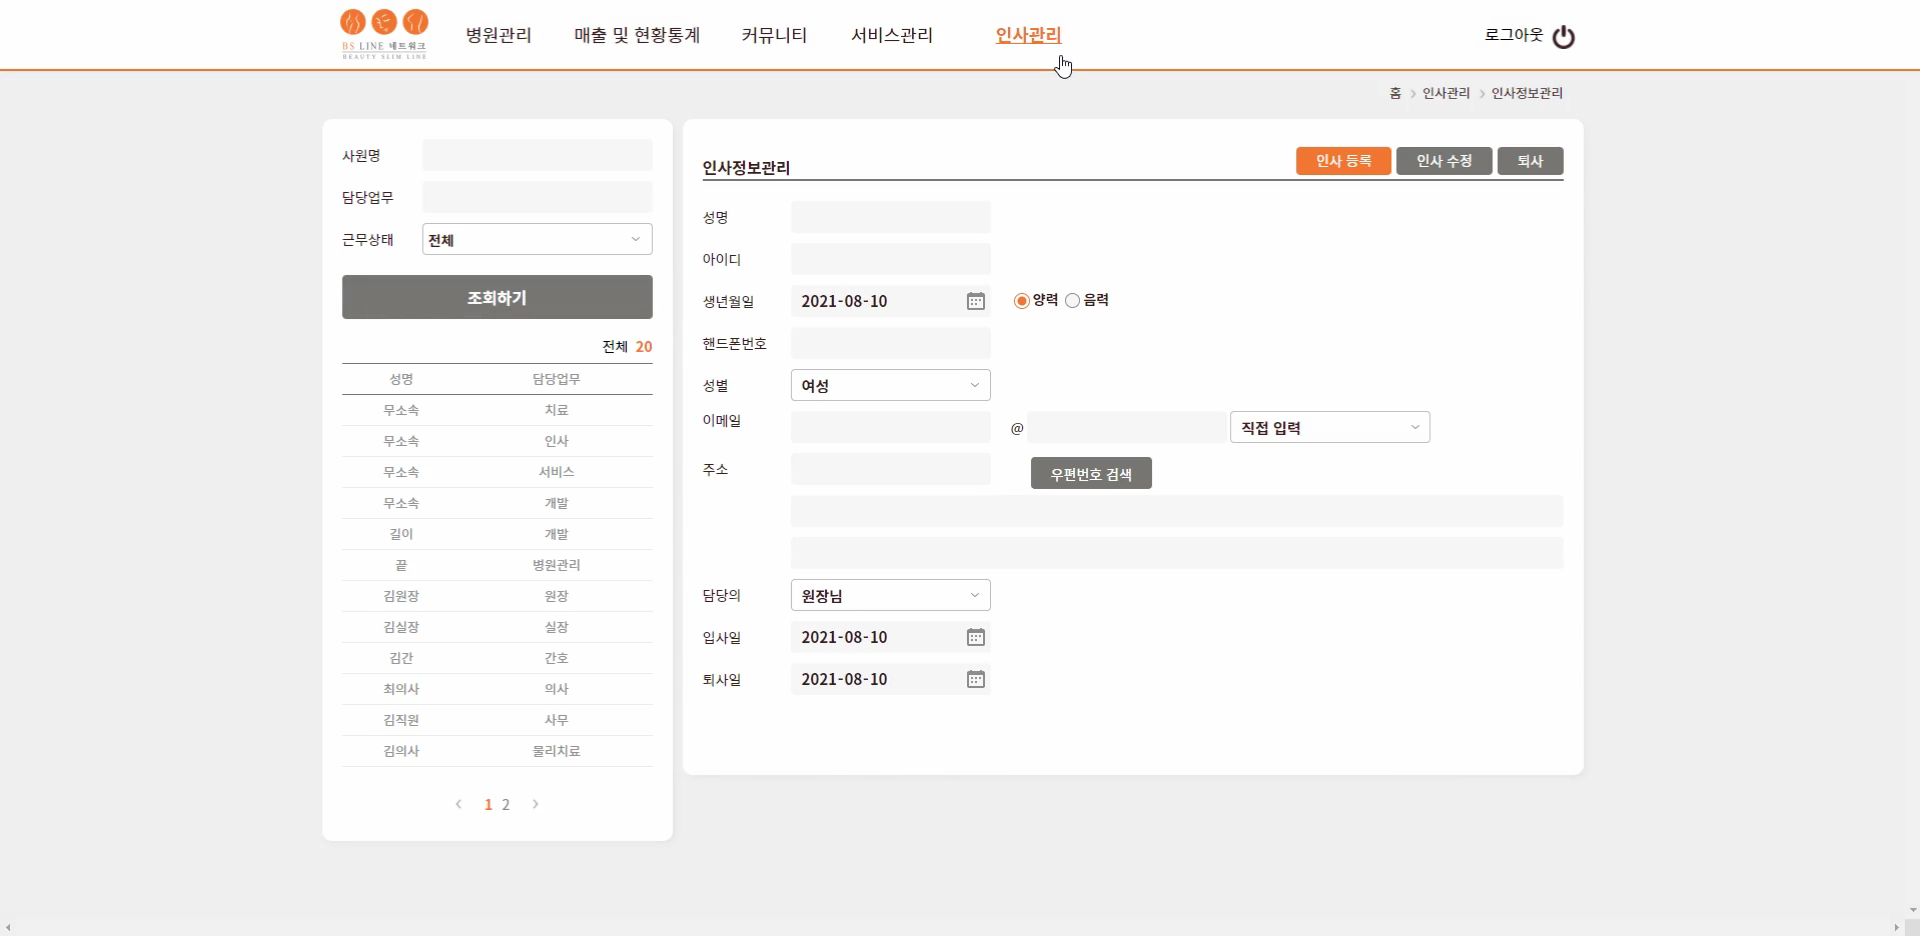 BS LINE 네트워크
BEAUTY SLIM LINE
병원관리 매출 및 현황통계 커뮤니티 서비스관리 인사관리 로그아웃
홈 > 인사관리 > 인사정보관리
사원명
담당업무
근무상태 전체
조회하기
전체 20
성명 담당업무
무소속 치료
무소속 인사
무소속 서비스
무소속 개발
길이 개발
끝 병원관리
김원장 원장
김실장 실장
김간 간호
최의사 의사
김직원 사무
김의사 물리치료
< 1 2 >
인사정보관리 인사 등록 인사 수정 퇴사
성명
아이디
생년월일 2021-08-10 양력 음력
핸드폰번호
성별 여성
이메일 @ 직접 입력
주소 우편번호 검색
담당의 원장님
입사일 2021-08-10
퇴사일 2021-08-10